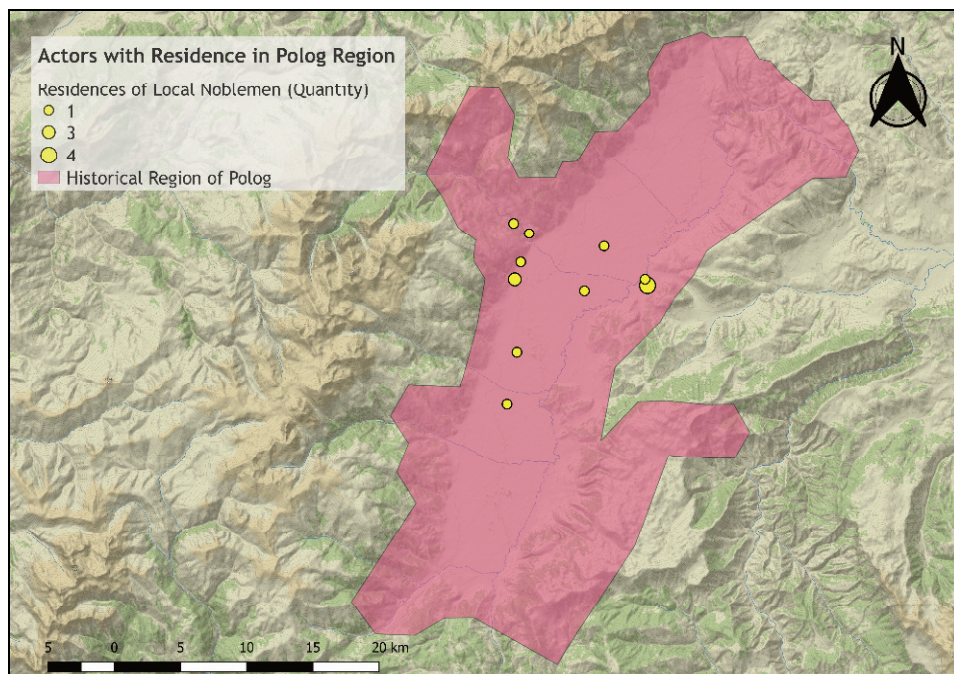 Actors with Residence in Polog Region
Residences of Local Noblemen (Quantity)
1
3
4
Historical Region of Polog
N
5 0 5 10 15 20 km